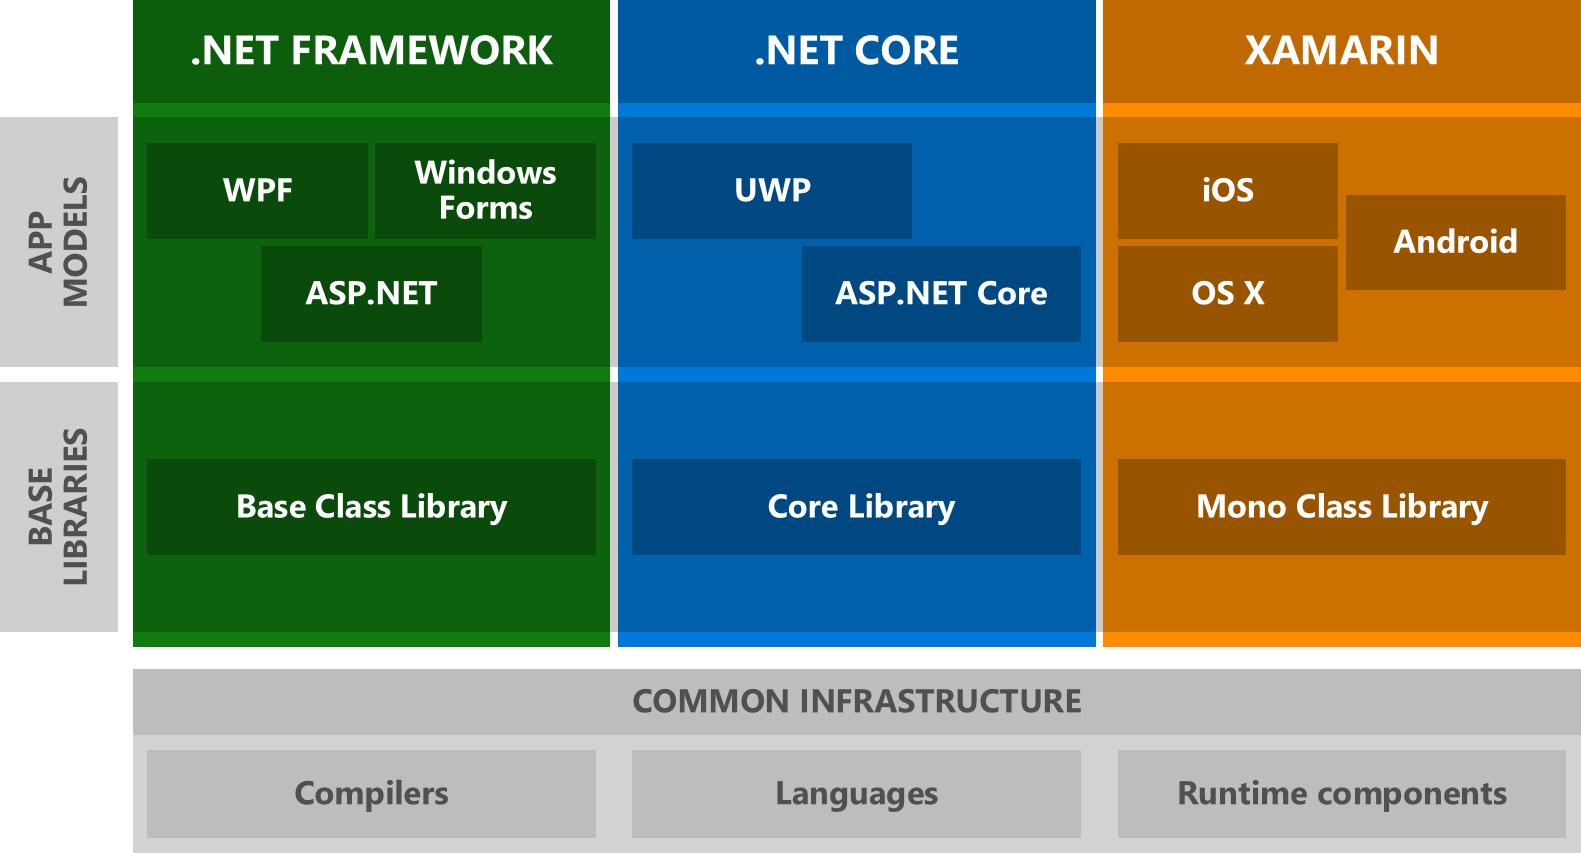 .NET FRAMEWORK
.NET CORE
XAMARIN
APP
MODELS
WPF
Windows
Forms
ASP.NET
UWP
ASP.NET Core
iOS
Android
OS X
BASE
LIBRARIES
Base Class Library
Core Library
Mono Class Library
COMMON INFRASTRUCTURE
Compilers
Languages
Runtime components